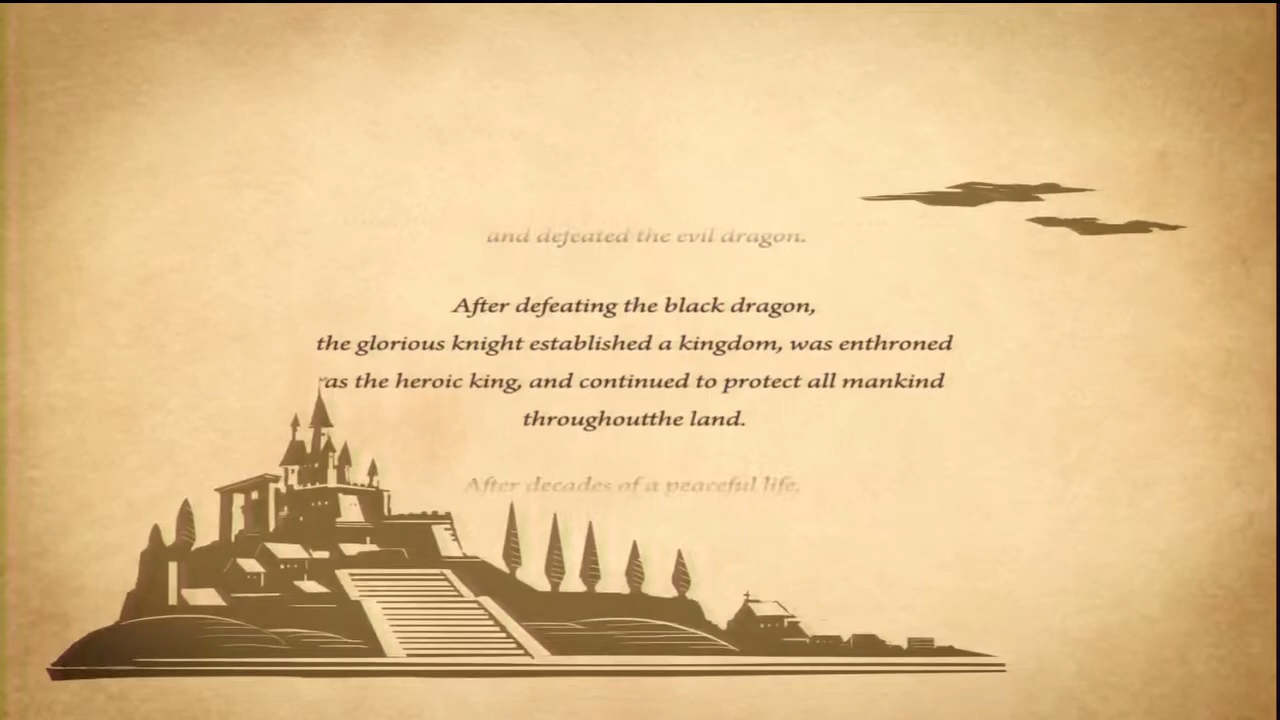 and defeated the evil dragon.
After defeating the black dragon,
the glorious knight established a kingdom, was enthroned
as the heroic king, and continued to protect all mankind
throughoutthe land.
After decades of a peaceful life,